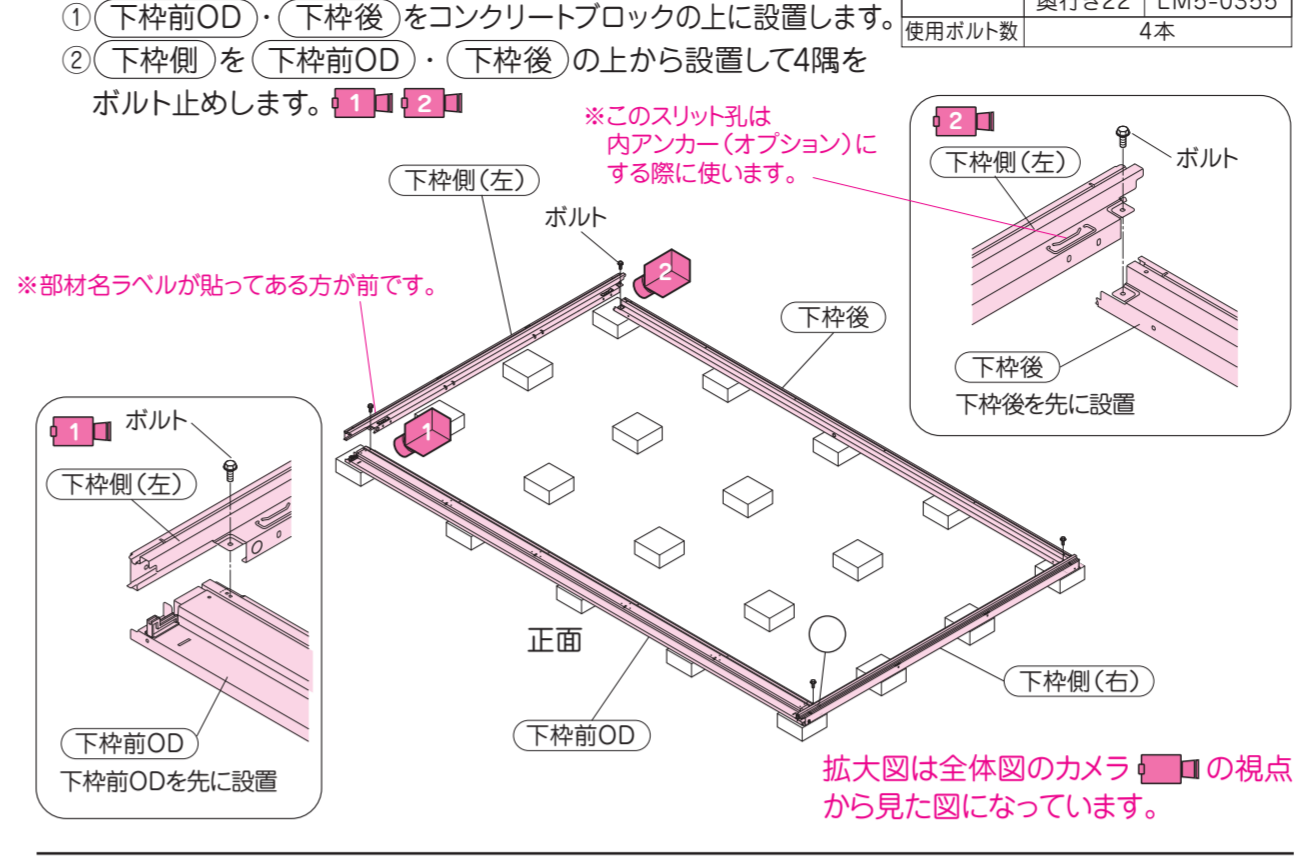 ①下枠前OD・下枠後をコンクリートブロックの上に設置します。
②下枠側を下枠前OD・下枠後の上から設置して4隅を
ボルト止めします。1 2
奥行き22 EM5-0355
使用ボルト数 4本
※このスリット孔は
内アンカー(オプション)に
する際に使います。
下枠側(左)
ボルト
※部材名ラベルが貼ってある方が前です。
2
1
下枠後
正面
下枠前OD
下枠側(右)
2
ボルト
下枠側(左)
下枠後
下枠後を先に設置
1
ボルト
下枠側(左)
下枠前OD
下枠前ODを先に設置
拡大図は全体図のカメラの視点
から見た図になっています。